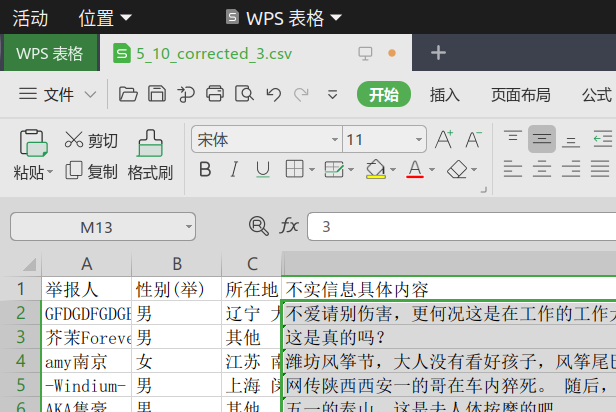 活动 位置 WPS 表格
WPS 表格 5_10_corrected_3.csv
文件 开始 插入 页面布局 公式
粘贴 剪切 复制 格式刷 宋体 11
B I U A A A
M13 fx 3
A B C
1 举报人 性别(举) 所在地 不实信息具体内容
2 GFDGDFGDGE 男 辽宁 不爱请别伤害，更何况这是在工作的工作
3 芥茉Foreve 男 其他 这是真的吗？
4 amy南京 女 江苏 潍坊风筝节，大人没有看好孩子，风筝尾
5 -Windium- 男 上海 网传陕西西安一的哥在车内猝死。 随后，
6 AKA隽豪 男 其他 五一的泰山，这是去人体按摩的吧